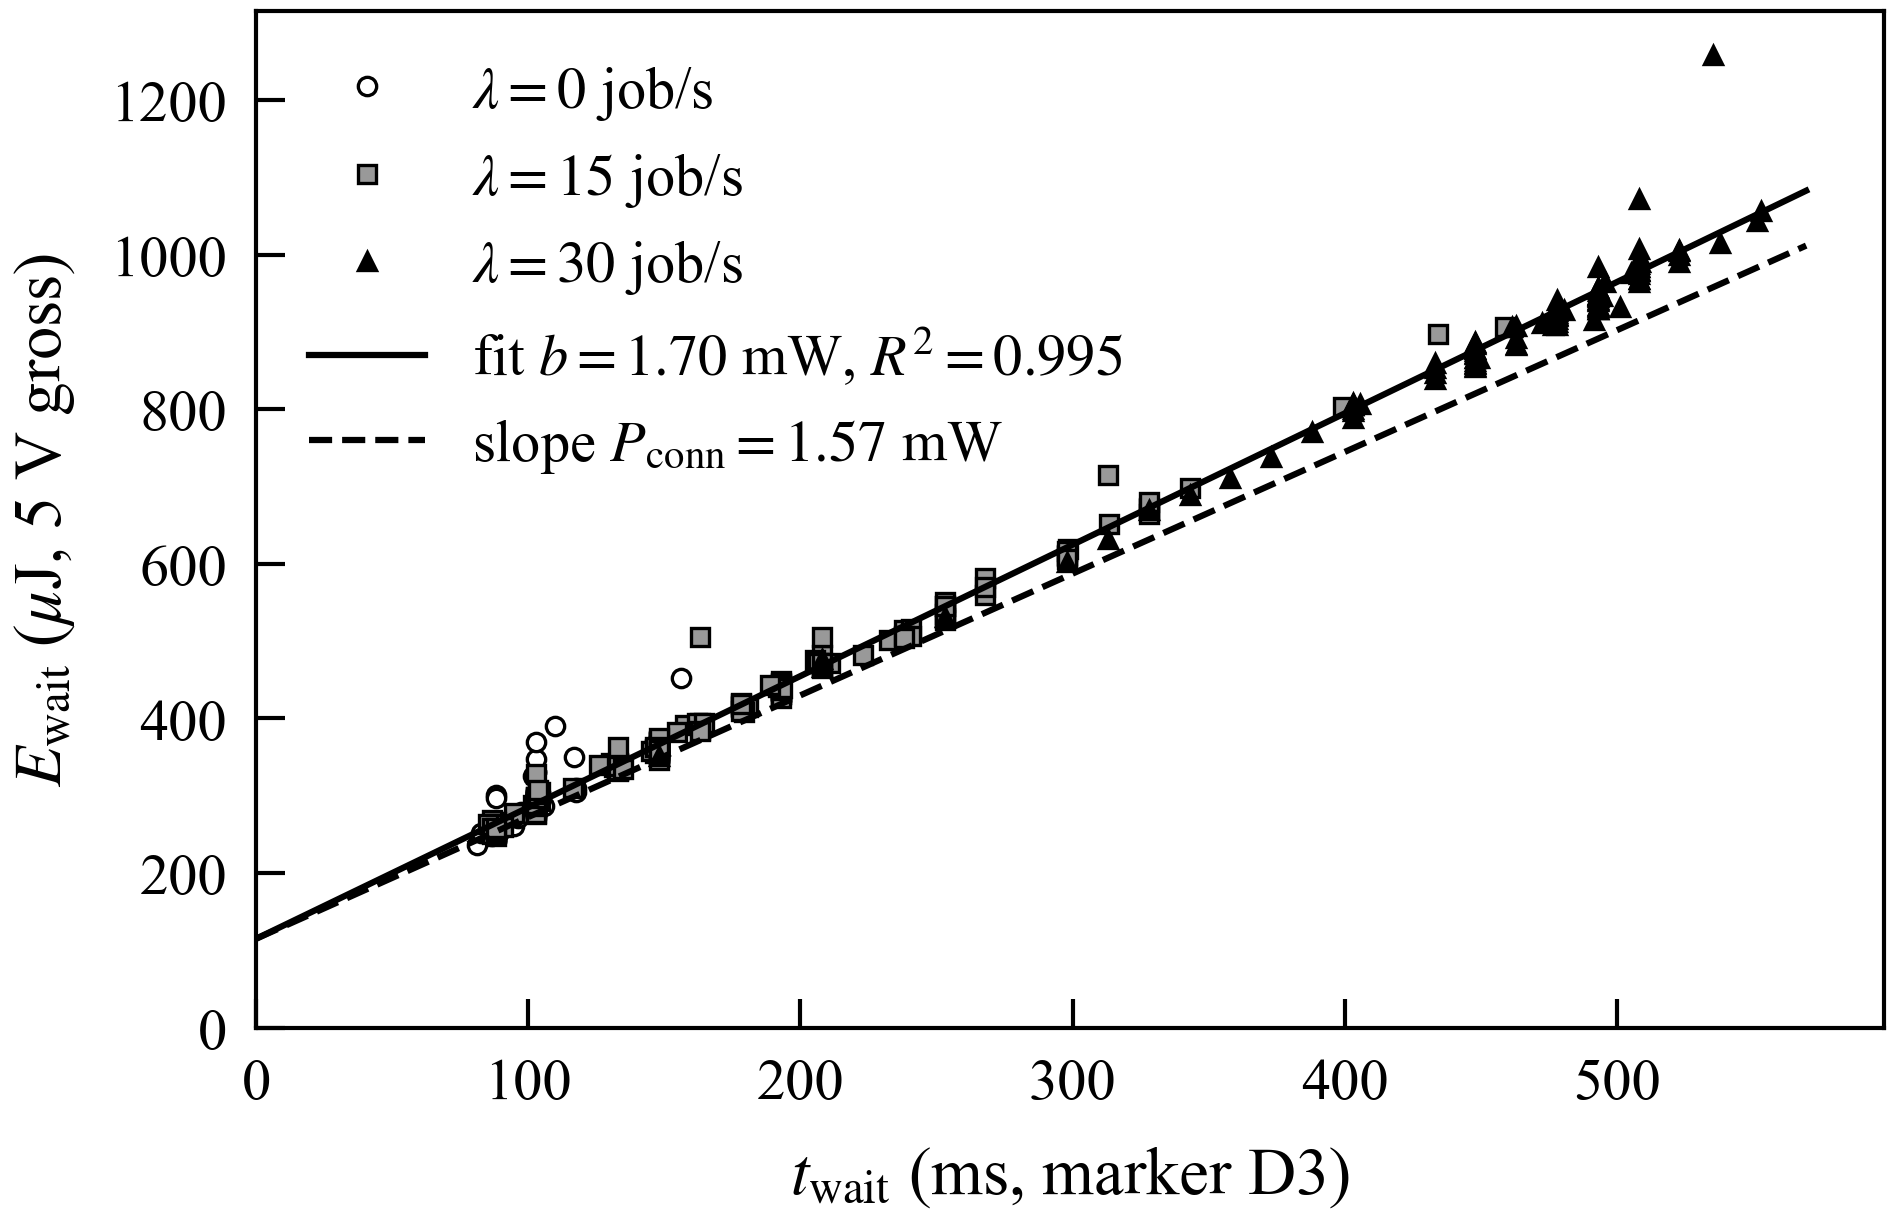 λ = 0 job/s
λ = 15 job/s
λ = 30 job/s
fit b = 1.70 mW, R² = 0.995
slope P_conn = 1.57 mW
E_wait (μJ, 5 V gross)
1200
1000
800
600
400
200
0
0 100 200 300 400 500
t_wait (ms, marker D3)